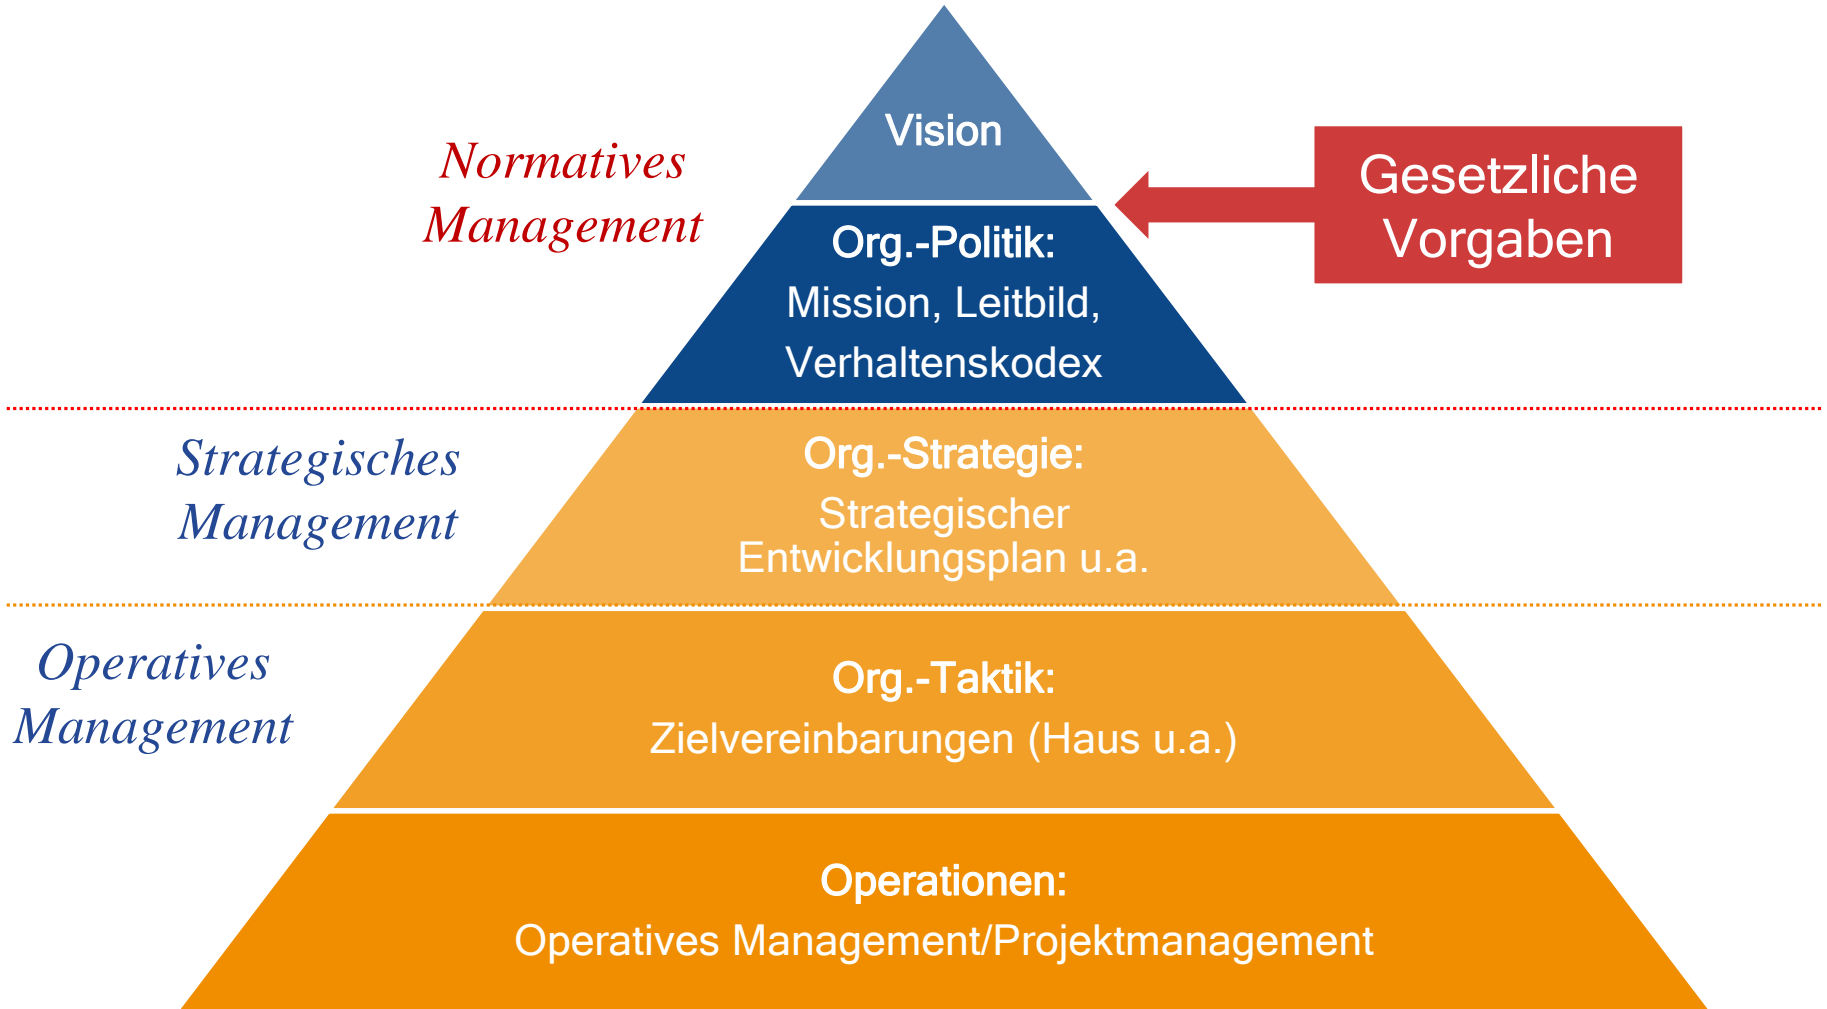 Vision
Normatives
Management
Gesetzliche
Vorgaben
Org.-Politik:
Mission, Leitbild,
Verhaltenskodex
Strategisches
Management
Org.-Strategie:
Strategischer
Entwicklungsplan u.a.
Operatives
Management
Org.-Taktik:
Zielvereinbarungen (Haus u.a.)
Operationen:
Operatives Management/Projektmanagement